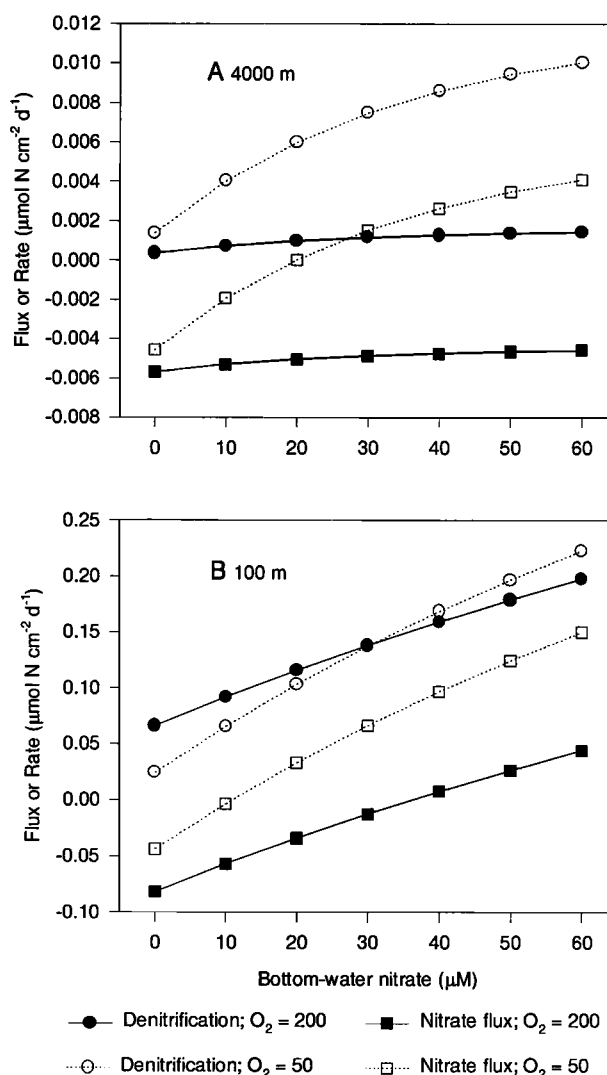 A 4000 m
Flux or Rate (µmol N cm⁻² d⁻¹)
0.012
0.010
0.008
0.006
0.004
0.002
0.000
-0.002
-0.004
-0.006
-0.008
0 10 20 30 40 50 60
B 100 m
Flux or Rate (µmol N cm⁻² d⁻¹)
0.25
0.20
0.15
0.10
0.05
0.00
-0.05
-0.10
0 10 20 30 40 50 60
Bottom-water nitrate (µM)
Denitrification; O₂ = 200 Nitrate flux; O₂ = 200
Denitrification; O₂ = 50 Nitrate flux; O₂ = 50